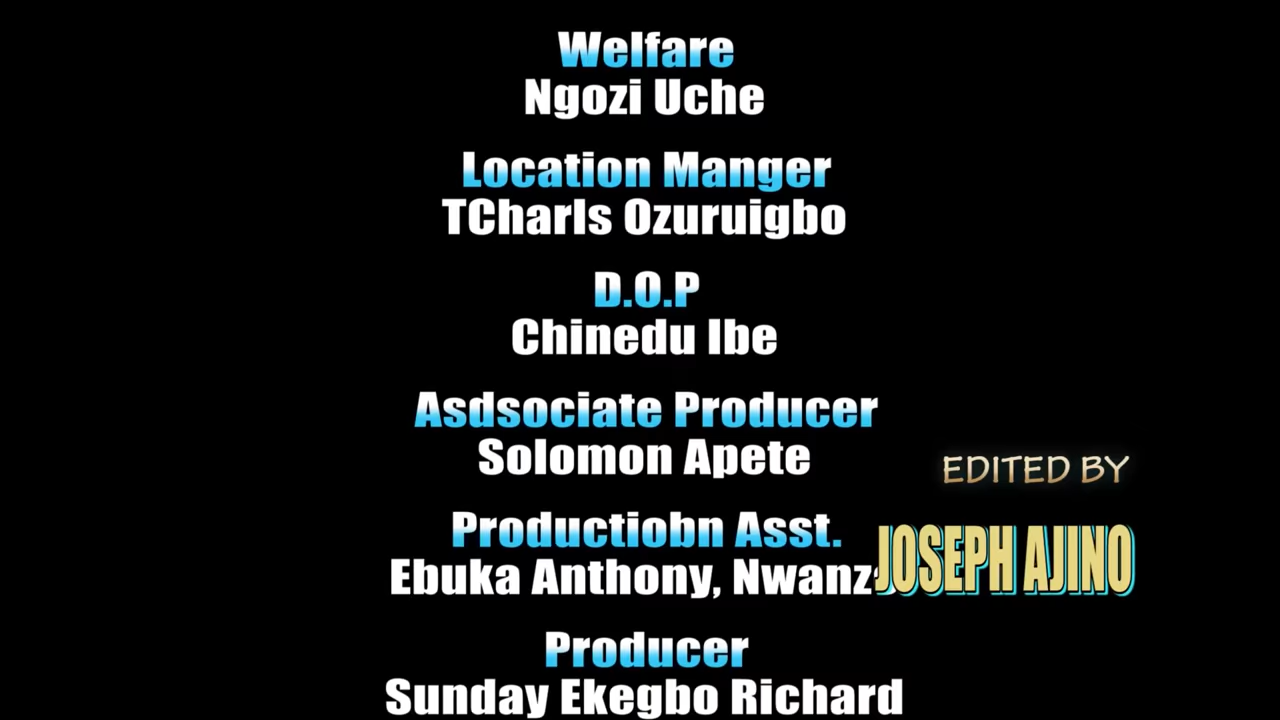 Welfare
Ngozi Uche
Location Manger
TCharls Ozuruigbo
D.O.P
Chinedu Ibe
Asdsociate Producer
Solomon Apete
Productiobn Asst.
Ebuka Anthony,
Producer
Sunday Ekegbo Richard
EDITED BY
JOSEPH AJINO